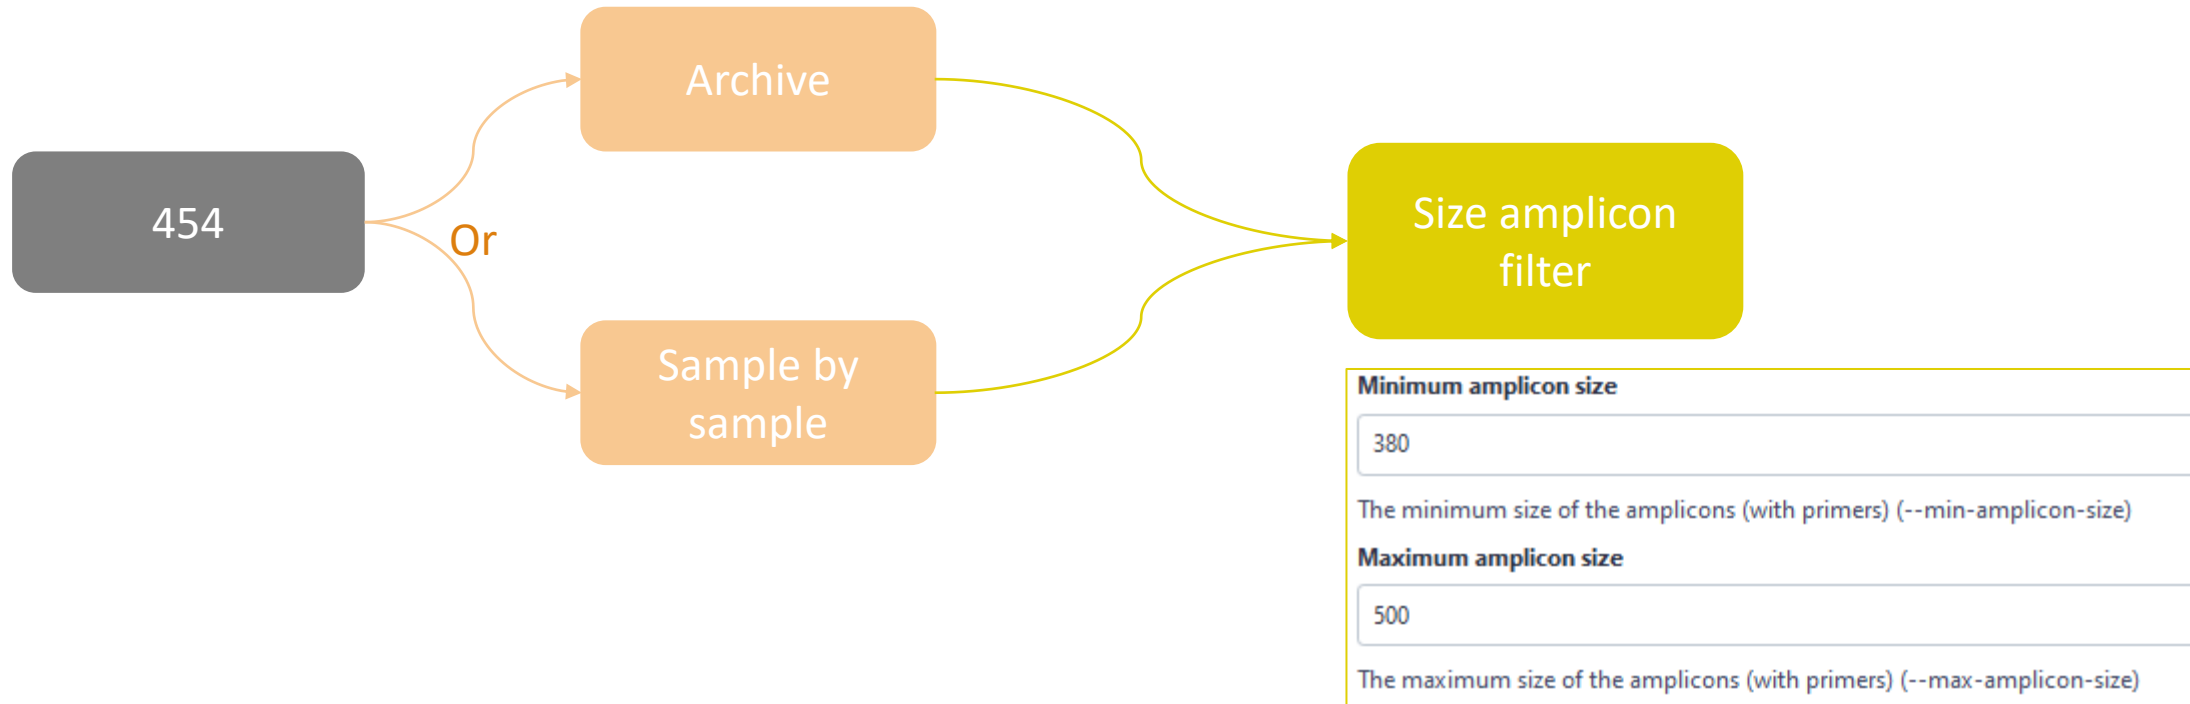 Archive
454
Or
Sample by
sample
Size amplicon
filter
Minimum amplicon size
380
The minimum size of the amplicons (with primers) (--min-amplicon-size)
Maximum amplicon size
500
The maximum size of the amplicons (with primers) (--max-amplicon-size)